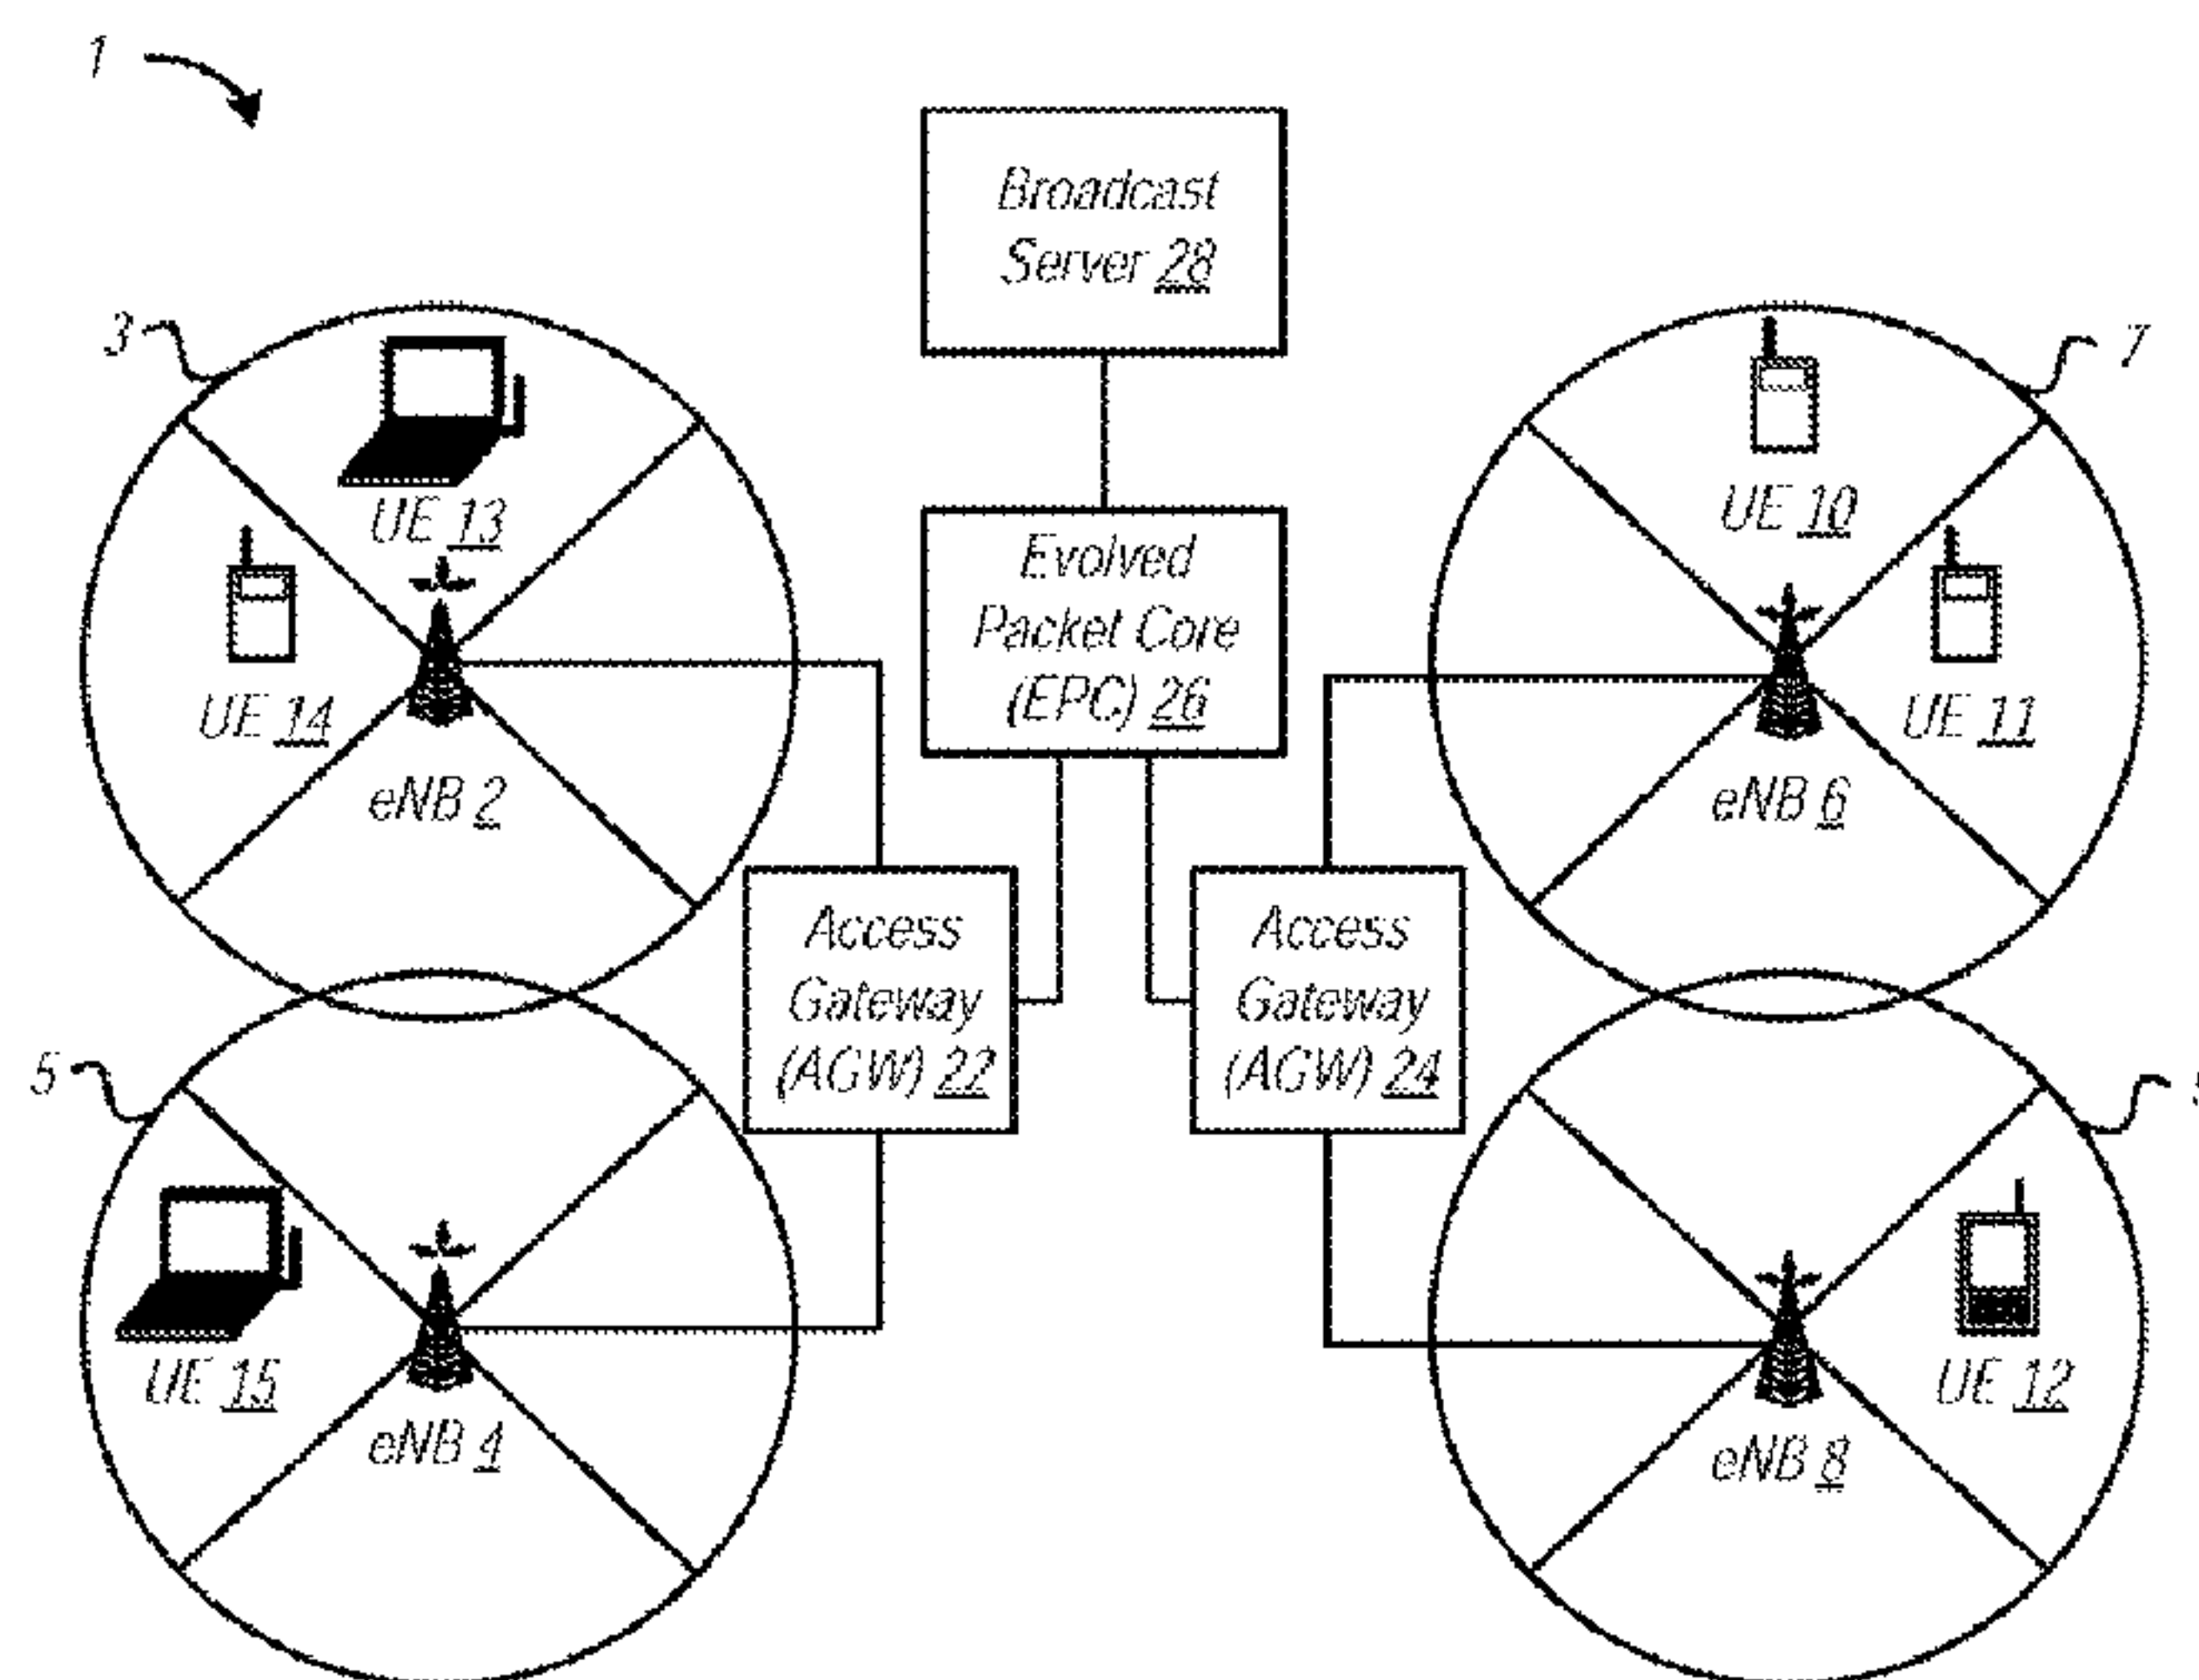 1
Broadcast
Server 28
3
7
UE 13
UE 10
Evolved
Packet Core
(EPC) 26
UE 14
UE 11
eNB 2
eNB 6
Access
Gateway
(AGW) 22
Access
Gateway
(AGW) 24
5
UE 15
UE 12
eNB 4
eNB 8